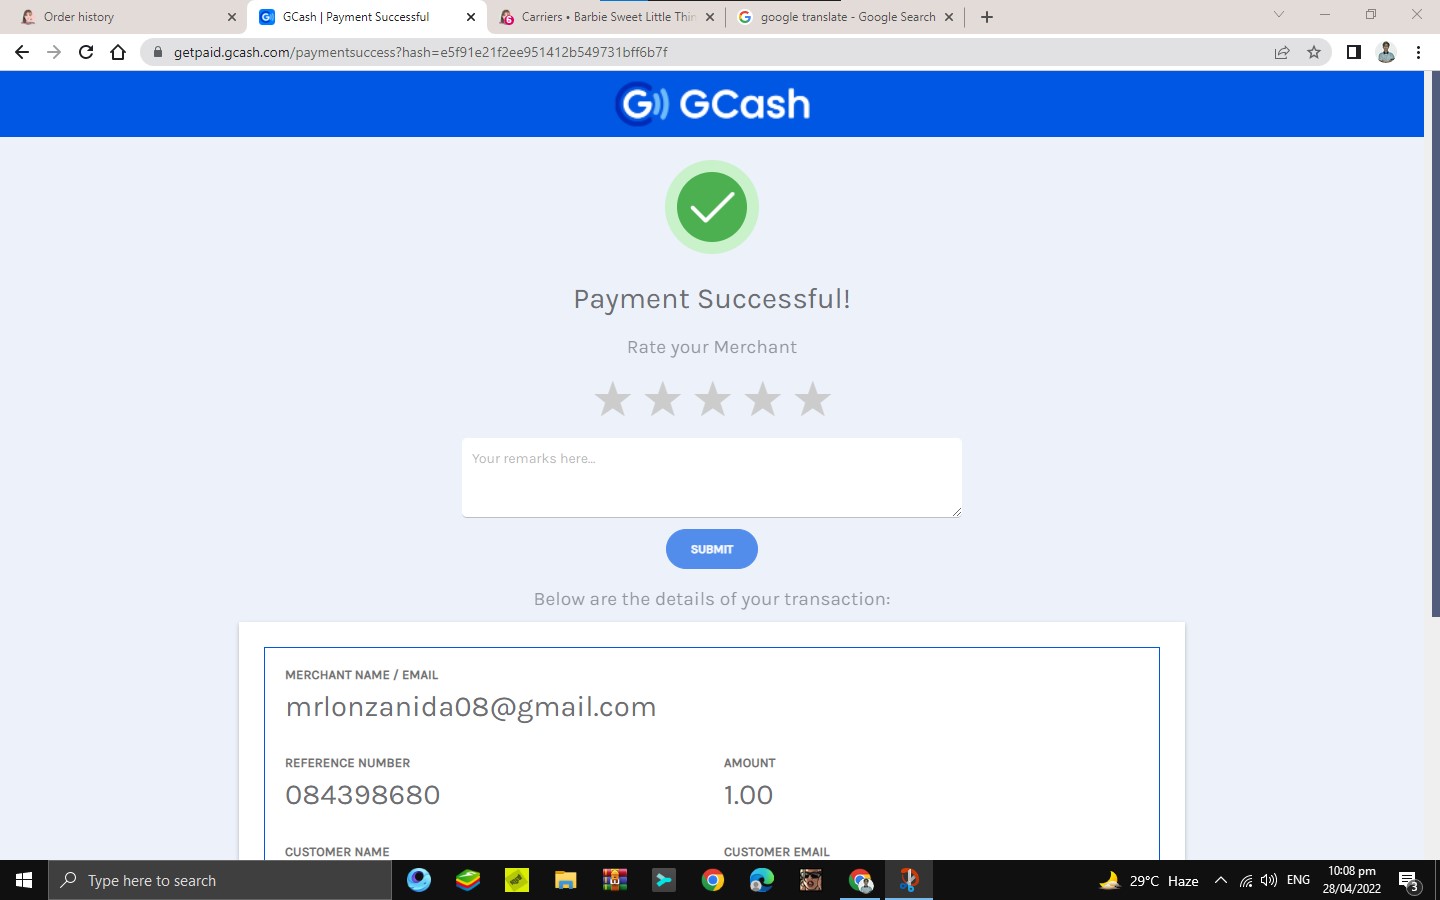 Order history
GCash | Payment Successful
Carriers • Barbie Sweet Little Thin
google translate - Google Search
getpaid.gcash.com/paymentsuccess?hash=e5f91e21f2ee951412b549731bff6b7f
G GCash
Payment Successful!
Rate your Merchant
Your remarks here...
SUBMIT
Below are the details of your transaction:
MERCHANT NAME / EMAIL
mrlonzanida08@gmail.com
REFERENCE NUMBER
084398680
AMOUNT
1.00
CUSTOMER NAME
CUSTOMER EMAIL
Type here to search
29°C Haze
ENG
10:08 pm
28/04/2022
3